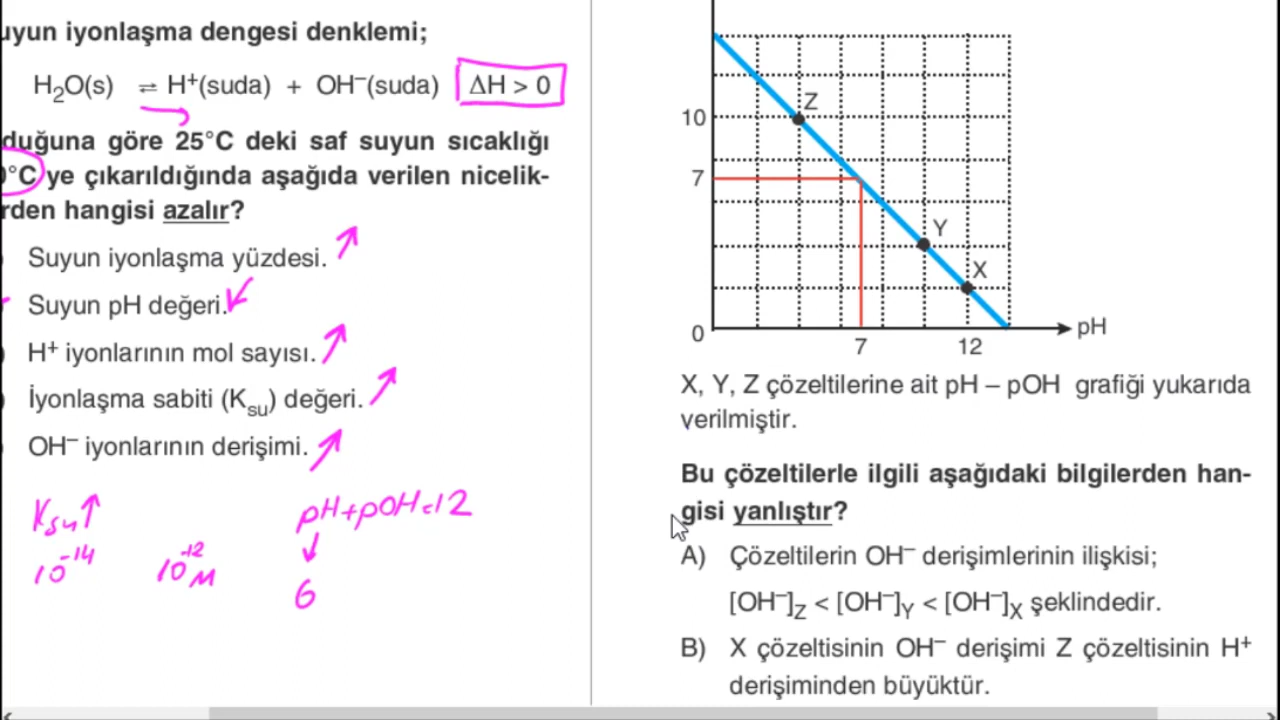 uyun iyonlaşma dengesi denklemi;
H₂O(s) ⇌ H⁺(suda) + OH⁻(suda) ΔH > 0
duğuna göre 25°C deki saf suyun sıcaklığı
°C ye çıkarıldığında aşağıda verilen nicelik-
rden hangisi azalır?
Suyun iyonlaşma yüzdesi.
Suyun pH değeri.
H⁺ iyonlarının mol sayısı.
İyonlaşma sabiti (Kₛᵤ) değeri.
OH⁻ iyonlarının derişimi.
Ksu↑
10⁻¹⁴ 10⁻¹² M
pH+pOH<12
6
Z
10
7
Y
X
0
pH
7 12
X, Y, Z çözeltilerine ait pH – pOH grafiği yukarıda
verilmiştir.
Bu çözeltilerle ilgili aşağıdaki bilgilerden han-
gisi yanlıştır?
A) Çözeltilerin OH⁻ derişimlerinin ilişkisi;
[OH⁻]Z < [OH⁻]Y < [OH⁻]X şeklindedir.
B) X çözeltisinin OH⁻ derişimi Z çözeltisinin H⁺
derişiminden büyüktür.